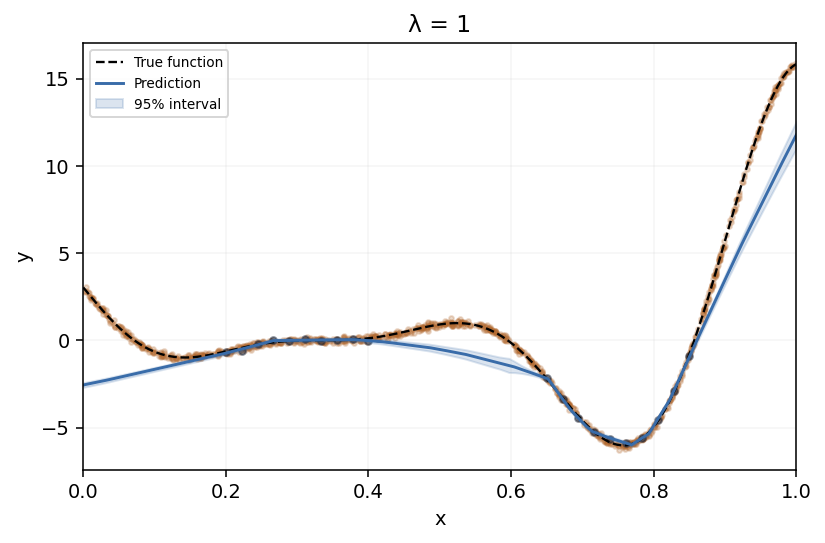 λ = 1
True function
Prediction
95% interval
15
10
5
0
−5
y
0.0 0.2 0.4 0.6 0.8 1.0
x